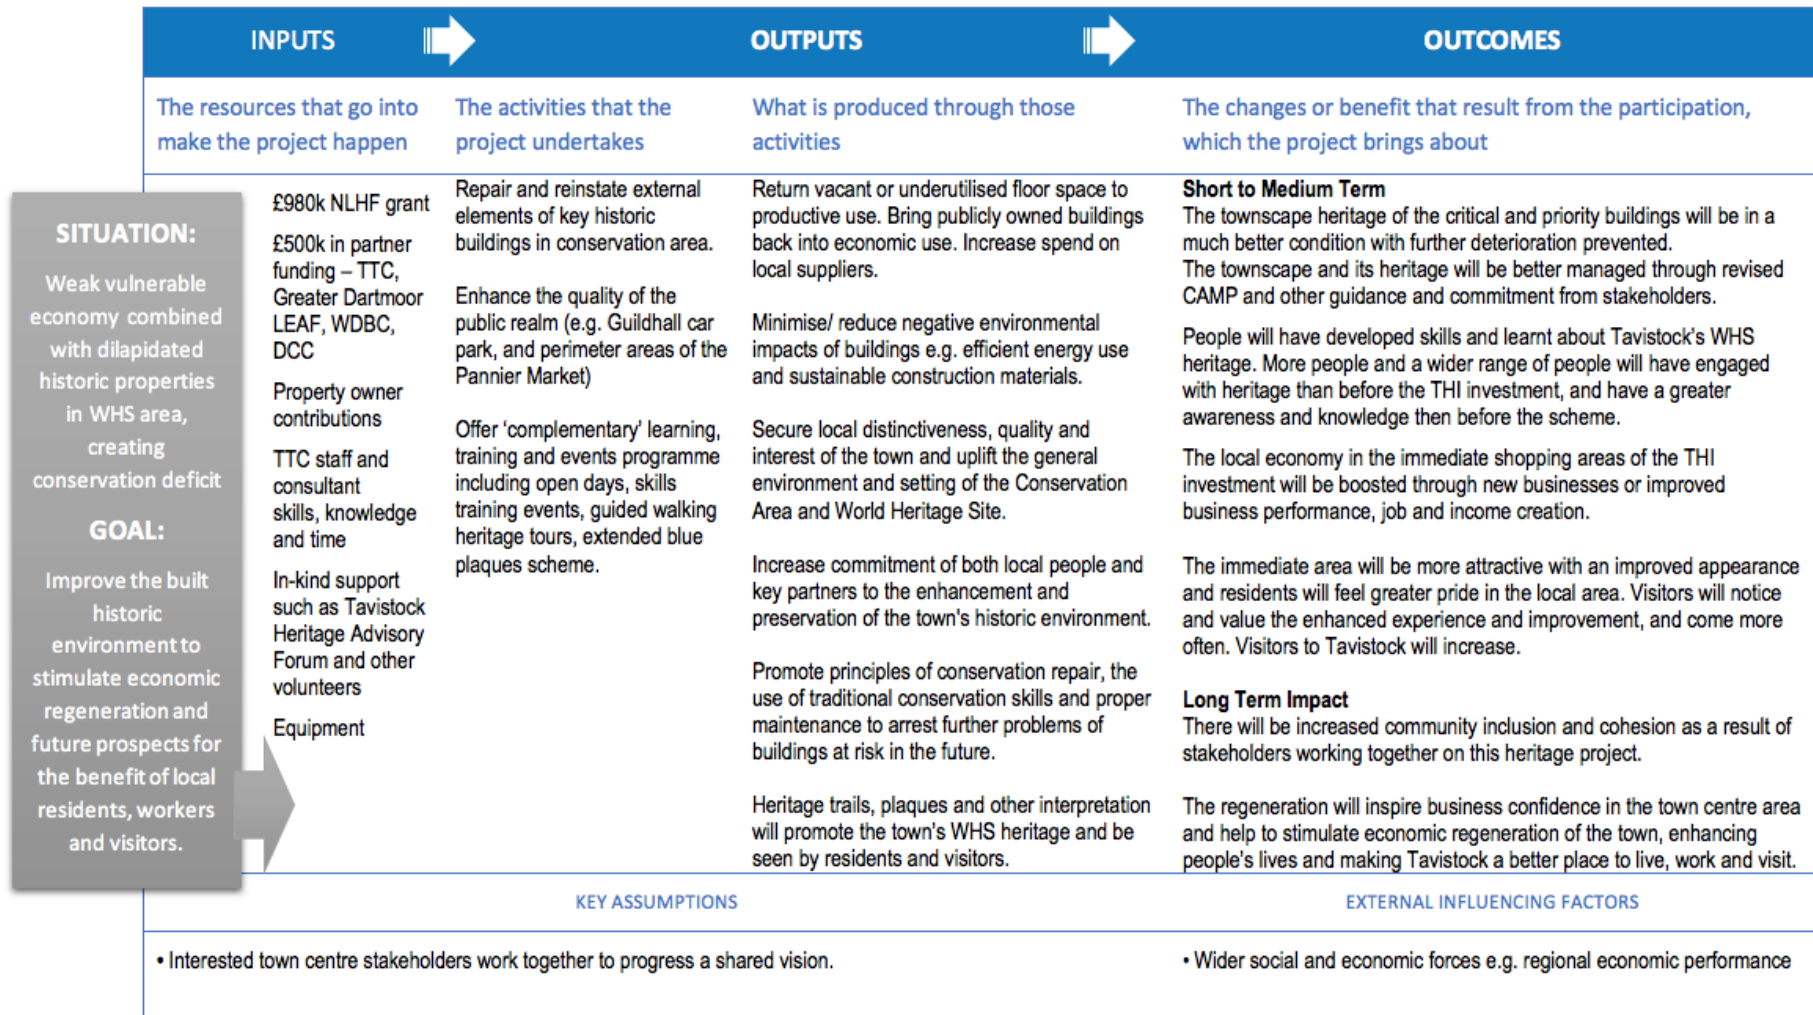 INPUTS
OUTPUTS
OUTCOMES
The resources that go into
make the project happen
The activities that the
project undertakes
What is produced through those
activities
The changes or benefit that result from the participation,
which the project brings about
SITUATION:
Weak vulnerable
economy combined
with dilapidated
historic properties
in WHS area,
creating
conservation deficit
GOAL:
Improve the built
historic
environment to
stimulate economic
regeneration and
future prospects for
the benefit of local
residents, workers
and visitors.
£980k NLHF grant
£500k in partner
funding – TTC,
Greater Dartmoor
LEAF, WDBC,
DCC
Property owner
contributions
TTC staff and
consultant
skills, knowledge
and time
In-kind support
such as Tavistock
Heritage Advisory
Forum and other
volunteers
Equipment
Repair and reinstate external
elements of key historic
buildings in conservation area.
Enhance the quality of the
public realm (e.g. Guildhall car
park, and perimeter areas of the
Pannier Market)
Offer ‘complementary’ learning,
training and events programme
including open days, skills
training events, guided walking
heritage tours, extended blue
plaques scheme.
Return vacant or underutilised floor space to
productive use. Bring publicly owned buildings
back into economic use. Increase spend on
local suppliers.
Minimise/ reduce negative environmental
impacts of buildings e.g. efficient energy use
and sustainable construction materials.
Secure local distinctiveness, quality and
interest of the town and uplift the general
environment and setting of the Conservation
Area and World Heritage Site.
Increase commitment of both local people and
key partners to the enhancement and
preservation of the town's historic environment.
Promote principles of conservation repair, the
use of traditional conservation skills and proper
maintenance to arrest further problems of
buildings at risk in the future.
Heritage trails, plaques and other interpretation
will promote the town's WHS heritage and be
seen by residents and visitors.
Short to Medium Term
The townscape heritage of the critical and priority buildings will be in a
much better condition with further deterioration prevented.
The townscape and its heritage will be better managed through revised
CAMP and other guidance and commitment from stakeholders.
People will have developed skills and learnt about Tavistock's WHS
heritage. More people and a wider range of people will have engaged
with heritage than before the THI investment, and have a greater
awareness and knowledge then before the scheme.
The local economy in the immediate shopping areas of the THI
investment will be boosted through new businesses or improved
business performance, job and income creation.
The immediate area will be more attractive with an improved appearance
and residents will feel greater pride in the local area. Visitors will notice
and value the enhanced experience and improvement, and come more
often. Visitors to Tavistock will increase.
Long Term Impact
There will be increased community inclusion and cohesion as a result of
stakeholders working together on this heritage project.
The regeneration will inspire business confidence in the town centre area
and help to stimulate economic regeneration of the town, enhancing
people's lives and making Tavistock a better place to live, work and visit.
KEY ASSUMPTIONS
EXTERNAL INFLUENCING FACTORS
• Interested town centre stakeholders work together to progress a shared vision.
• Wider social and economic forces e.g. regional economic performance